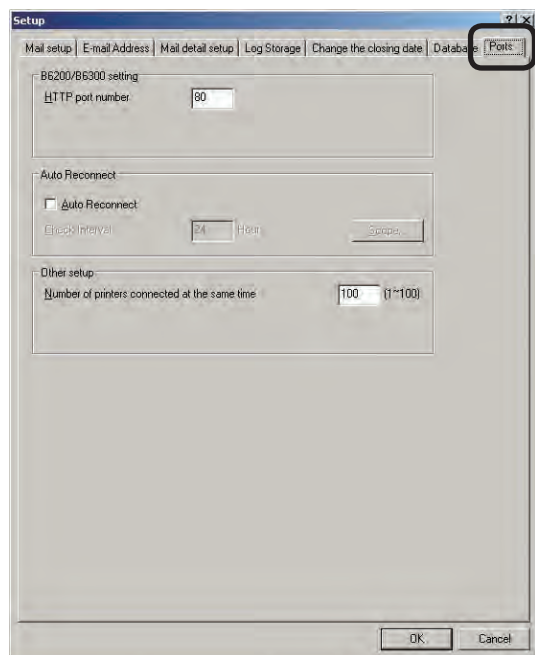 Setup
Mail setup E-mail Address Mail detail setup Log Storage Change the closing date Database Ports
B6200/B6300 setting
HTTP port number 80
Auto Reconnect
Auto Reconnect
Check Interval 24 Hour Scope...
Other setup
Number of printers connected at the same time 100 (1~100)
OK Cancel